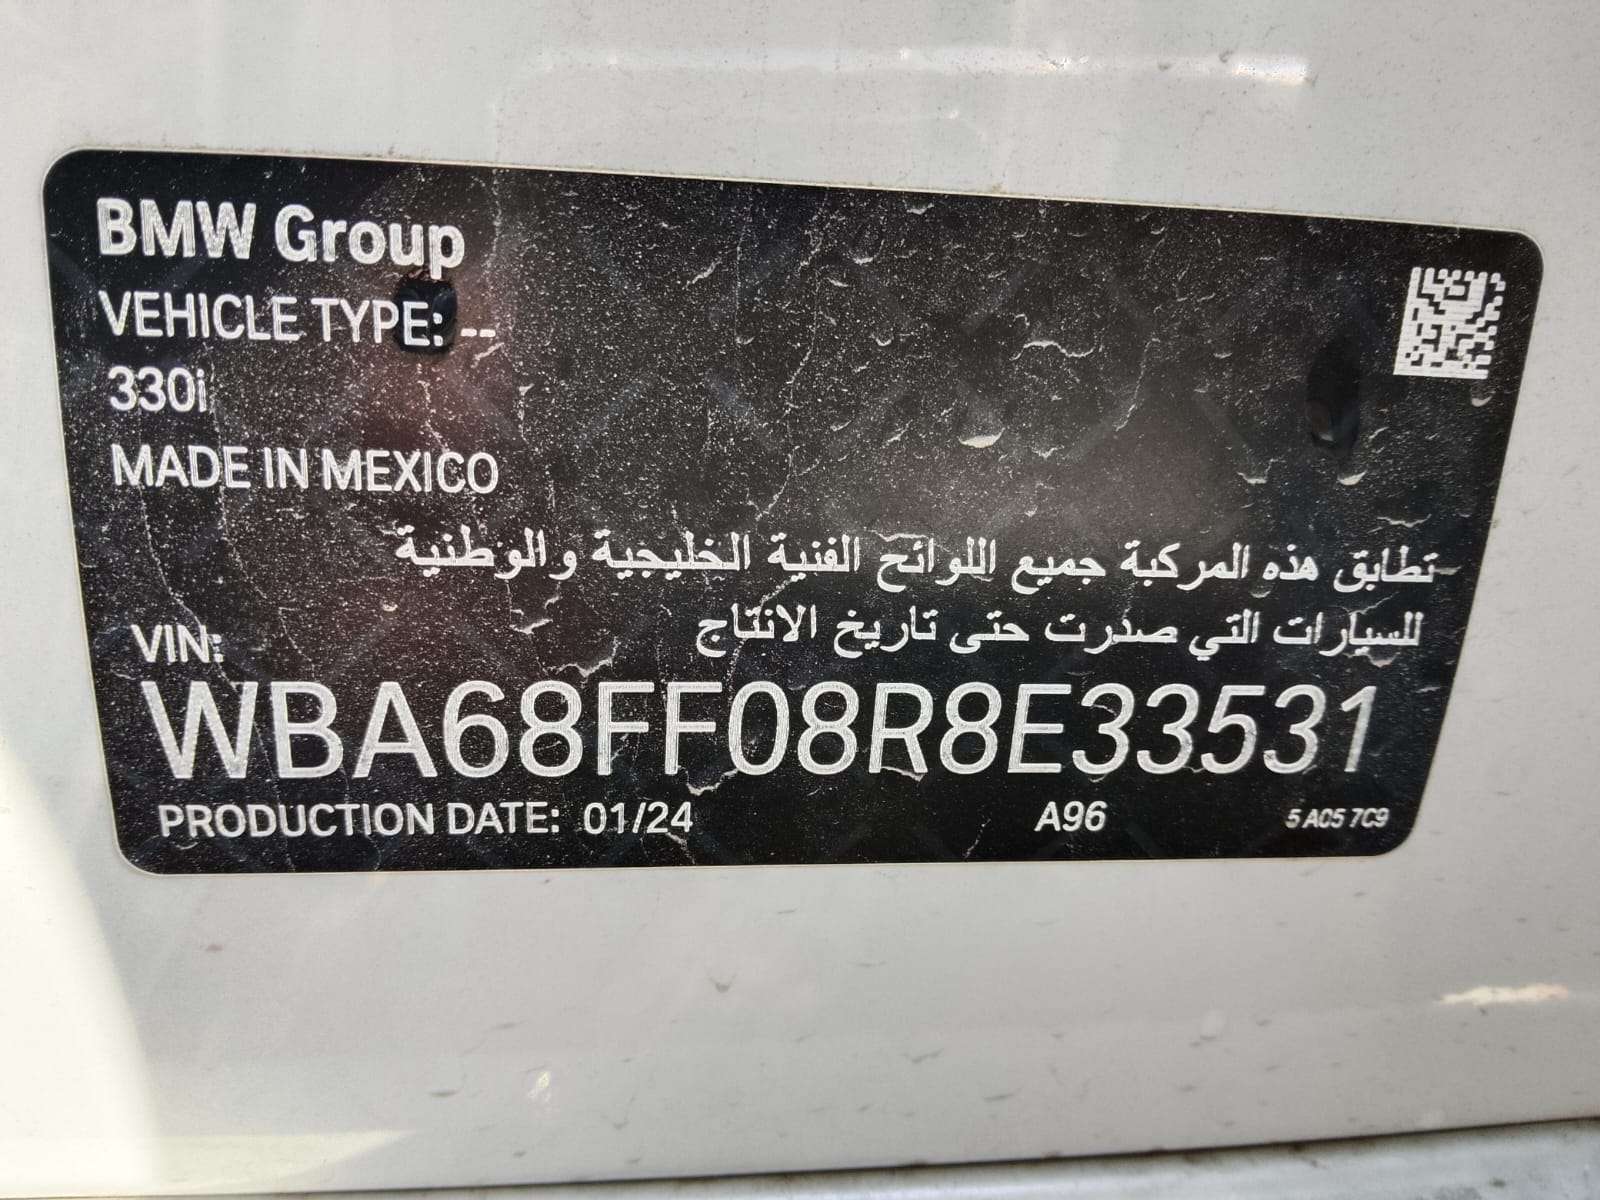 BMW Group
VEHICLE TYPE: --
330i
MADE IN MEXICO
تطابق هذه المركبة جميع اللوائح الفنية الخليجية والوطنية
للسيارات التي صدرت حتى تاريخ الانتاج
VIN:
WBA68FF08R8E33531
PRODUCTION DATE: 01/24 A96 5 A05 7C9